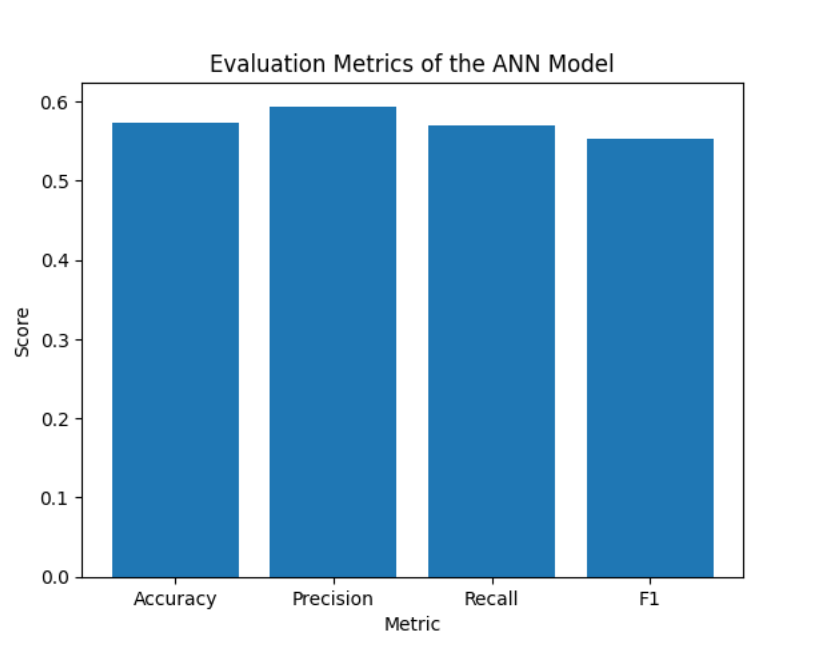 Evaluation Metrics of the ANN Model
0.6
0.5
0.4
0.3
0.2
0.1
0.0
Score
Accuracy Precision Recall F1
Metric